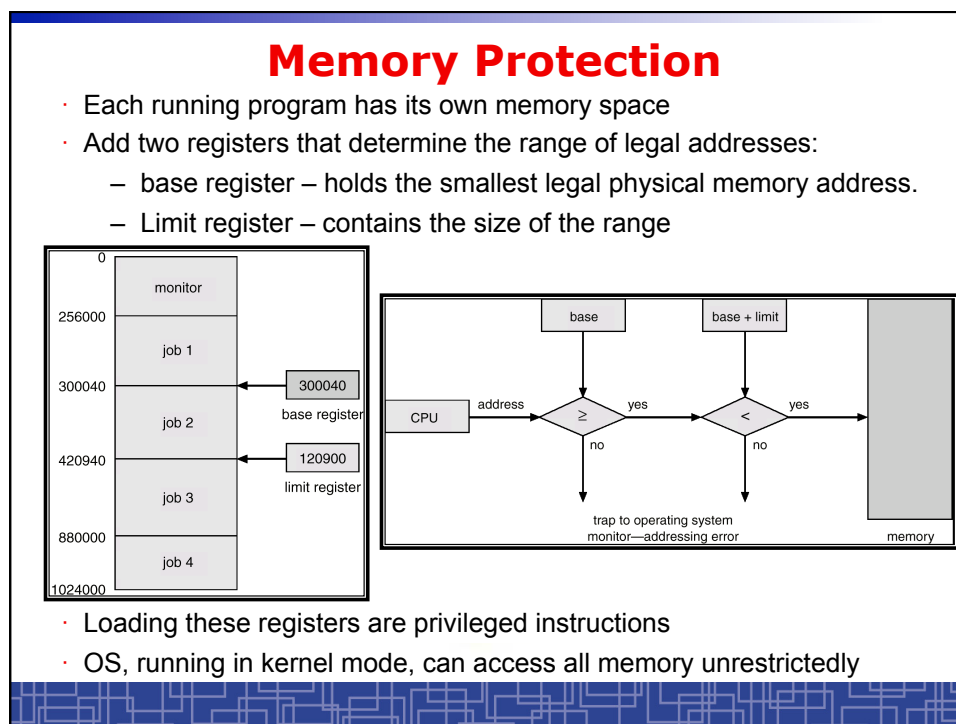 Memory Protection
· Each running program has its own memory space
· Add two registers that determine the range of legal addresses:
– base register – holds the smallest legal physical memory address.
– Limit register – contains the size of the range
0
monitor
256000
job 1
300040
300040
base register
job 2
420940
120900
limit register
job 3
880000
job 4
1024000
base
base + limit
CPU
address
≥
yes
<
yes
no
no
trap to operating system
monitor—addressing error
memory
· Loading these registers are privileged instructions
· OS, running in kernel mode, can access all memory unrestrictedly